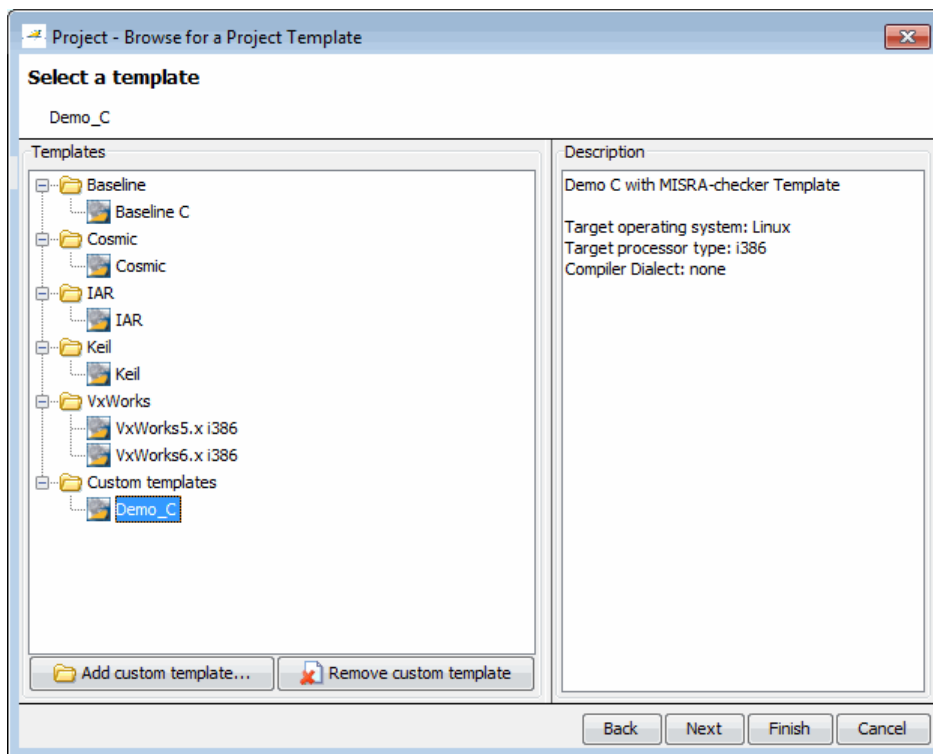 Project - Browse for a Project Template
Select a template
Demo_C
Templates
Baseline
Baseline C
Cosmic
Cosmic
IAR
IAR
Keil
Keil
VxWorks
VxWorks5.x i386
VxWorks6.x i386
Custom templates
Demo_C
Add custom template...
Remove custom template
Description
Demo C with MISRA-checker Template
Target operating system: Linux
Target processor type: i386
Compiler Dialect: none
Back
Next
Finish
Cancel